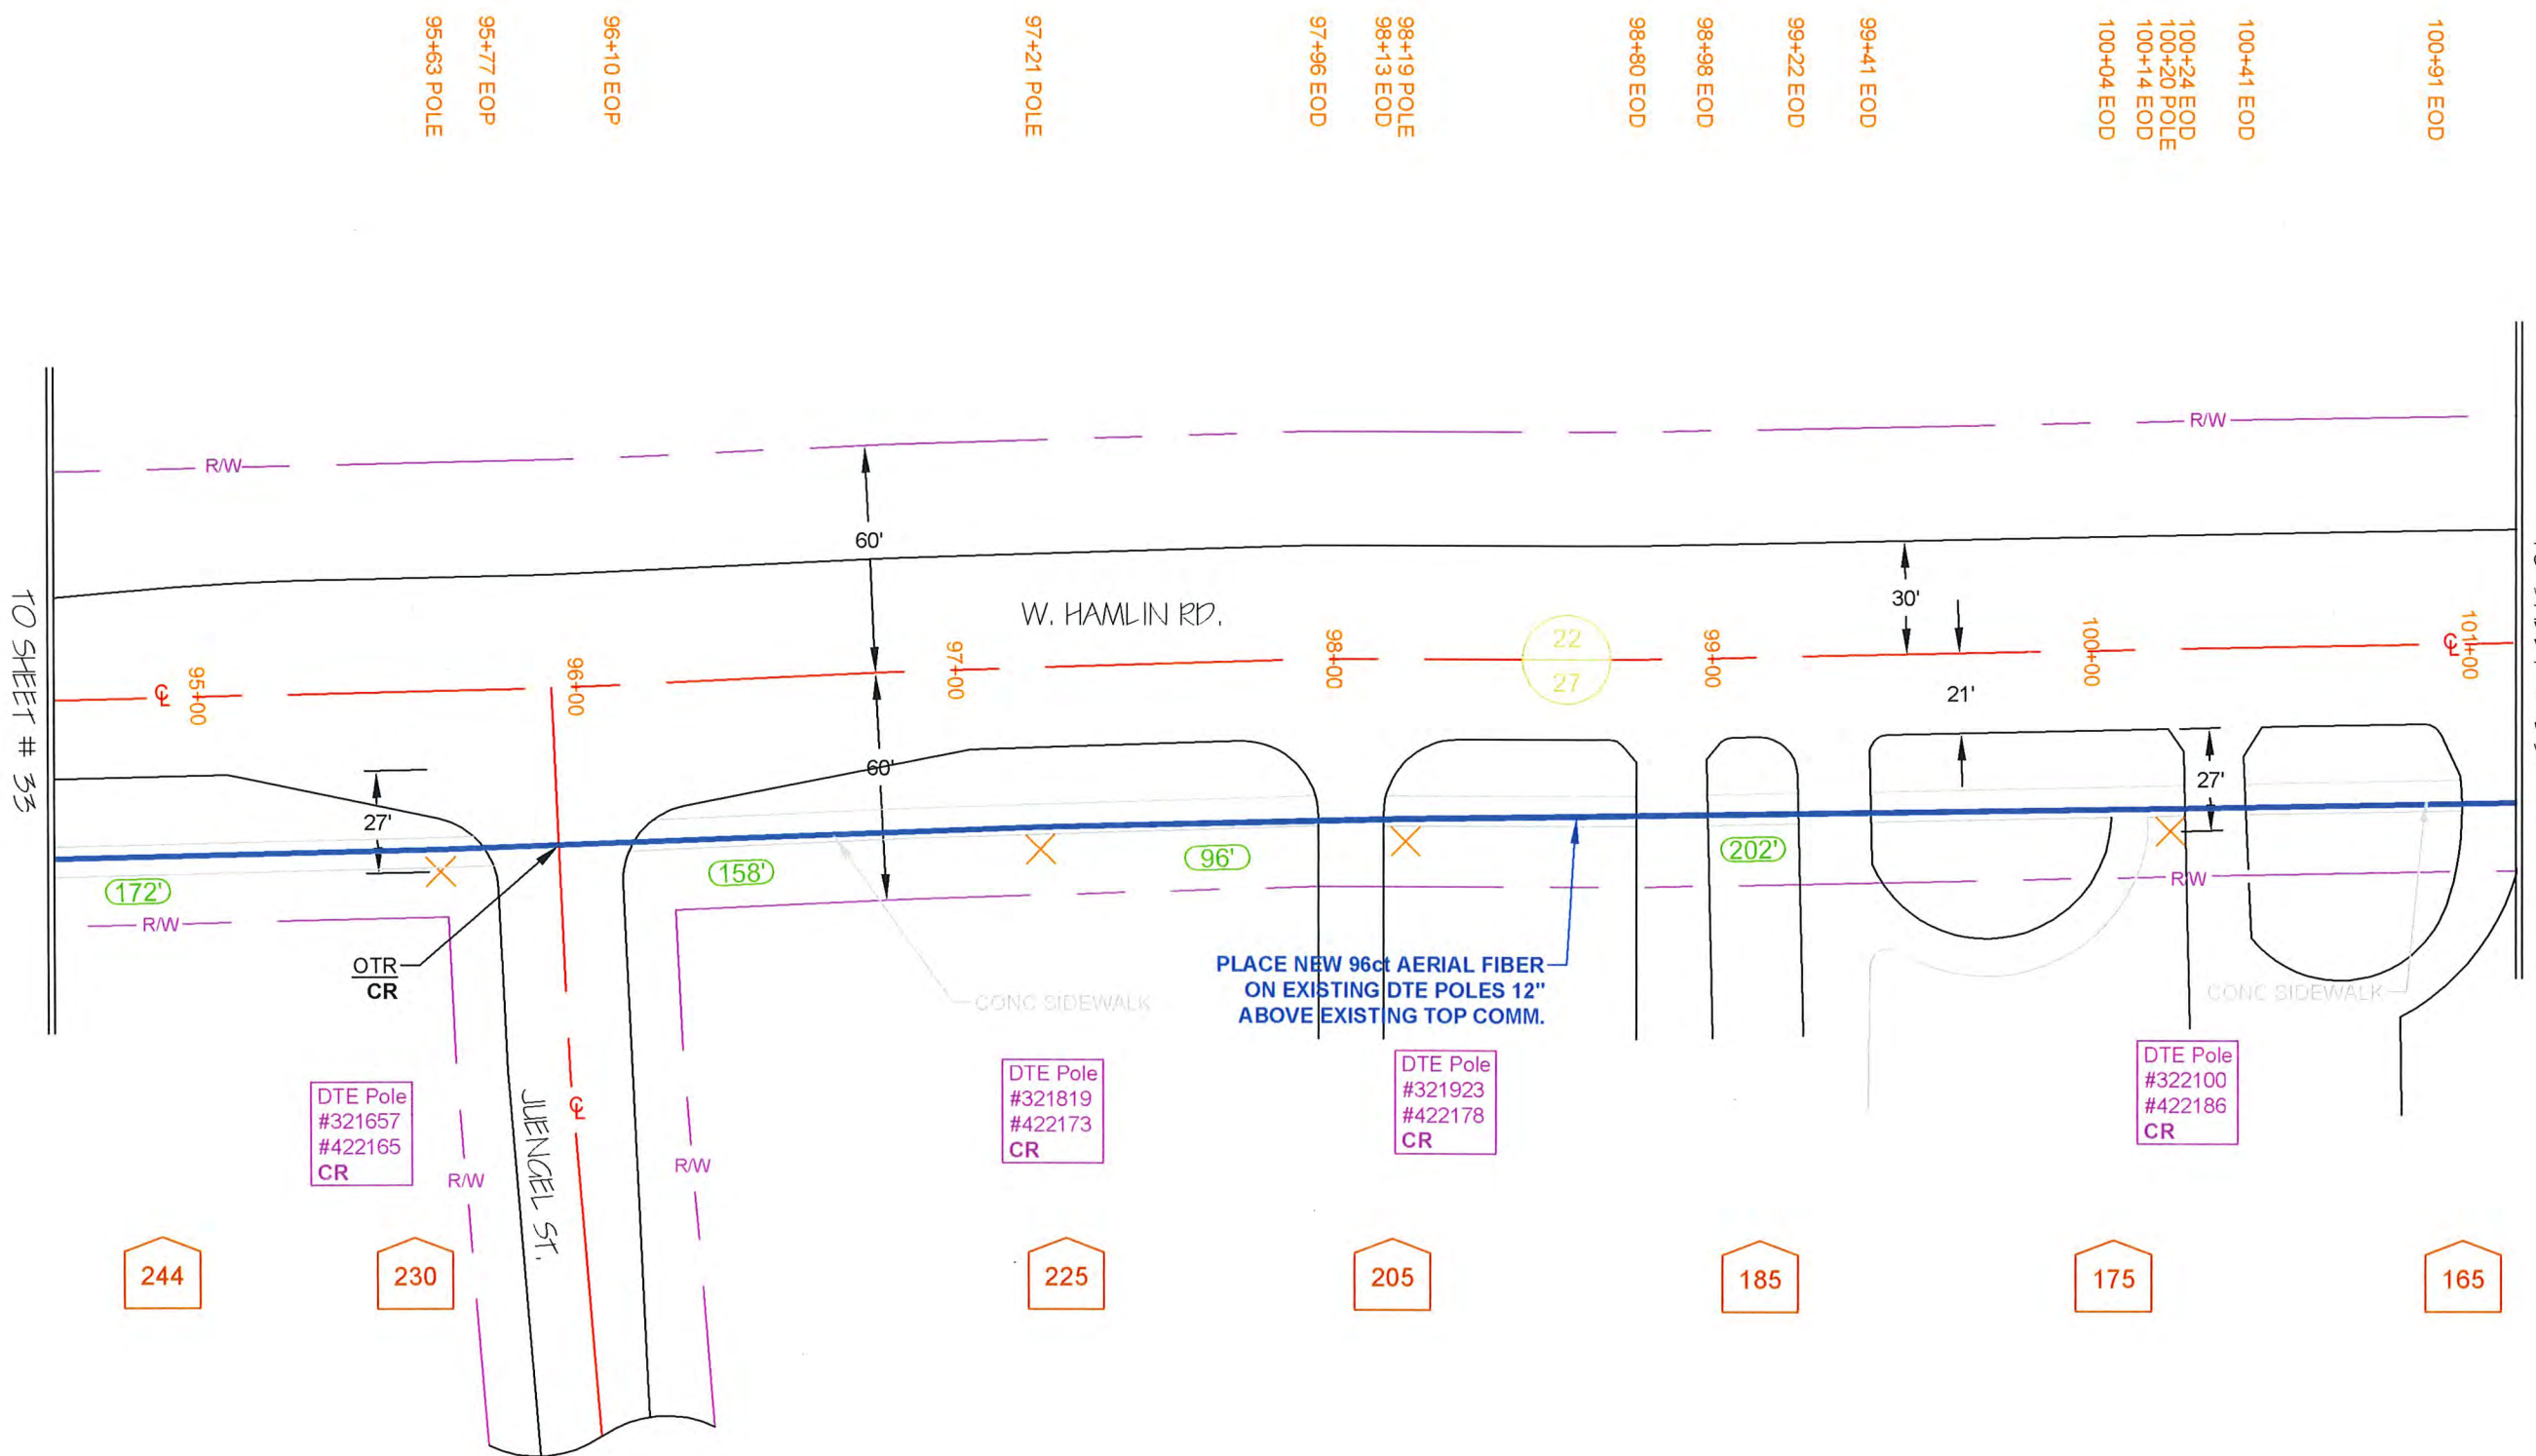 95+63 POLE
95+77 EOP
96+10 EOP
97+21 POLE
97+96 EOD
98+13 EOD
98+19 POLE
98+80 EOD
98+98 EOD
99+22 EOD
99+41 EOD
100+04 EOD
100+14 EOD
100+20 POLE
100+24 EOD
100+41 EOD
100+91 EOD
R/W
R/W
60'
30'
W. HAMLIN RD.
TO SHEET # 33
℄
95+00
96+00
97+00
98+00
22
27
99+00
100+00
℄
101+00
21'
60'
27'
27'
172'
158'
96'
202'
R/W
R/W
OTR
CR
CONC SIDEWALK
PLACE NEW 96ct AERIAL FIBER
ON EXISTING DTE POLES 12"
ABOVE EXISTING TOP COMM.
CONC SIDEWALK
DTE Pole
#321657
#422165
CR
R/W
JUENGEL ST.
℄
R/W
DTE Pole
#321819
#422173
CR
DTE Pole
#321923
#422178
CR
DTE Pole
#322100
#422186
CR
244
230
225
205
185
175
165